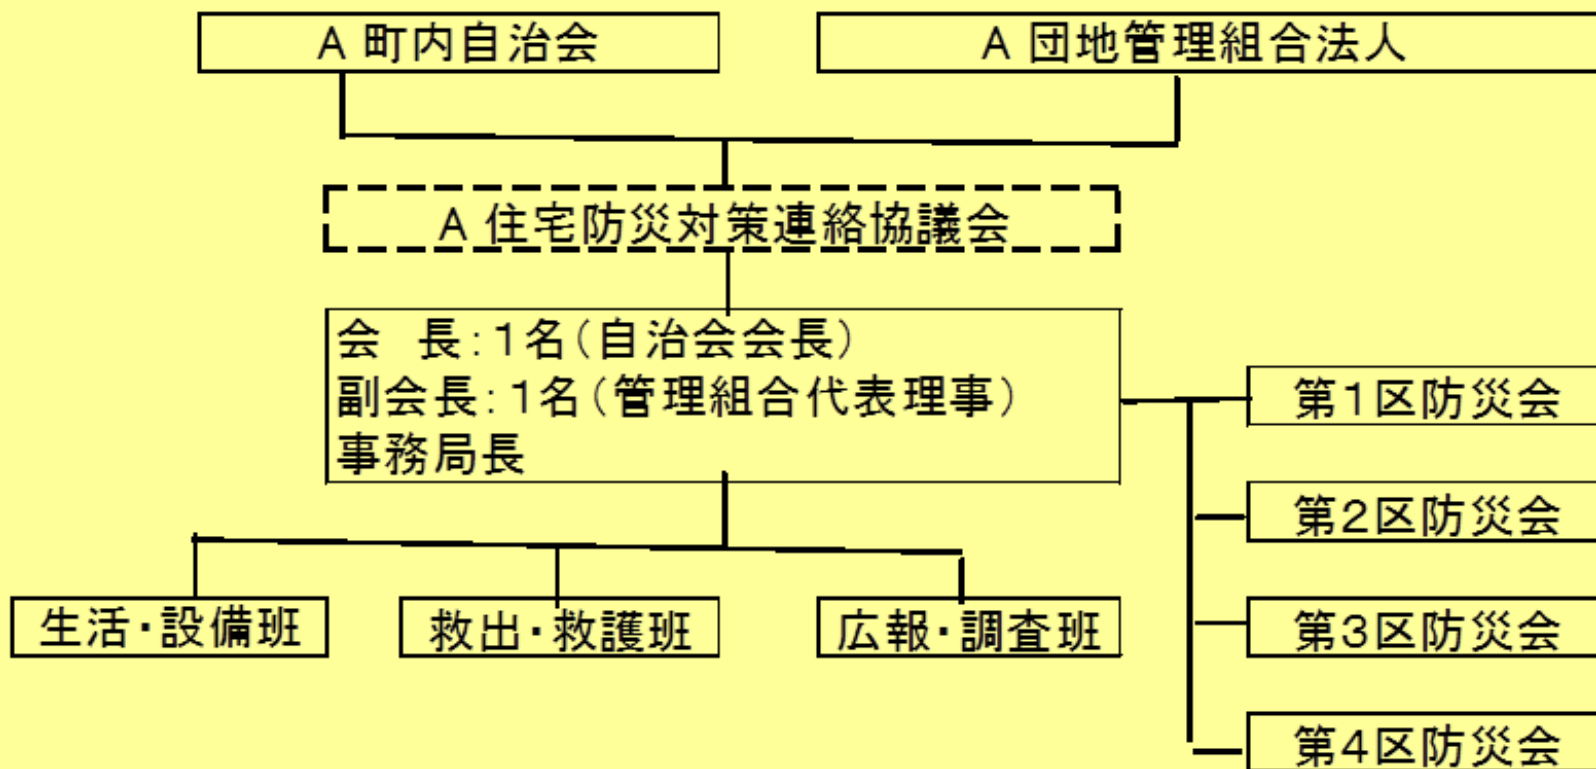 A 町内自治会
A 団地管理組合法人
A 住宅防災対策連絡協議会
会 長:1名(自治会会長)
副会長:1名(管理組合代表理事)
事務局長
第1区防災会
第2区防災会
第3区防災会
第4区防災会
生活・設備班
救出・救護班
広報・調査班